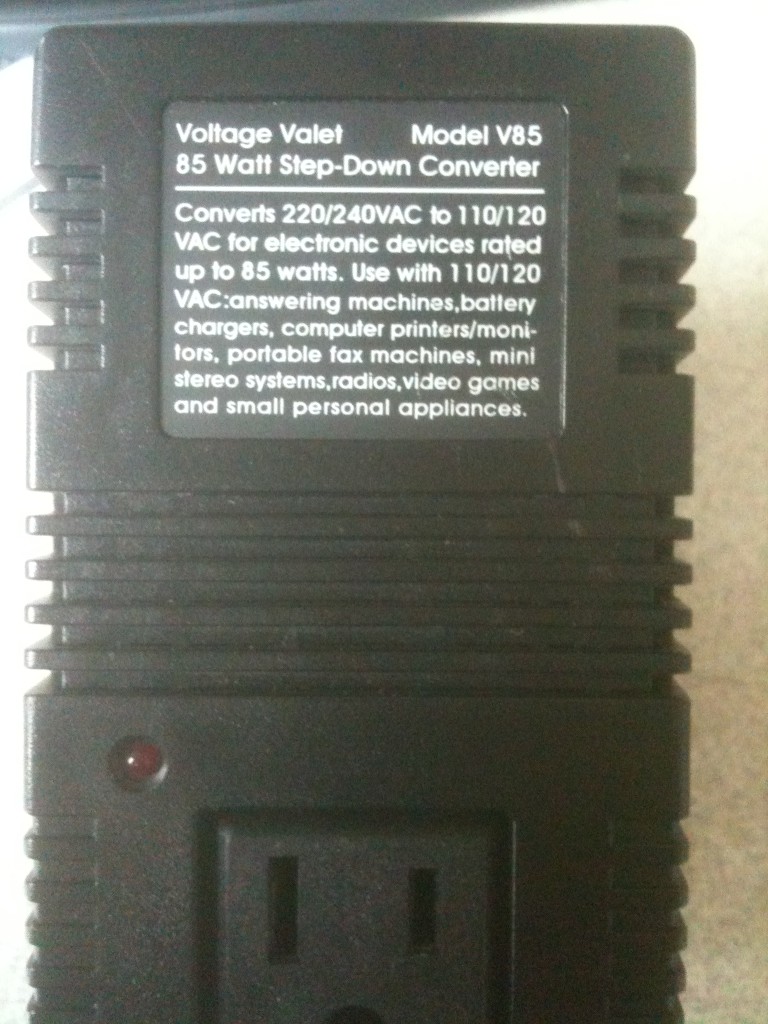 Voltage Valet Model V85
85 Watt Step-Down Converter
Converts 220/240VAC to 110/120
VAC for electronic devices rated
up to 85 watts. Use with 110/120
VAC:answering machines,battery
chargers, computer printers/moni-
tors, portable fax machines, mini
stereo systems,radios,video games
and small personal appliances.